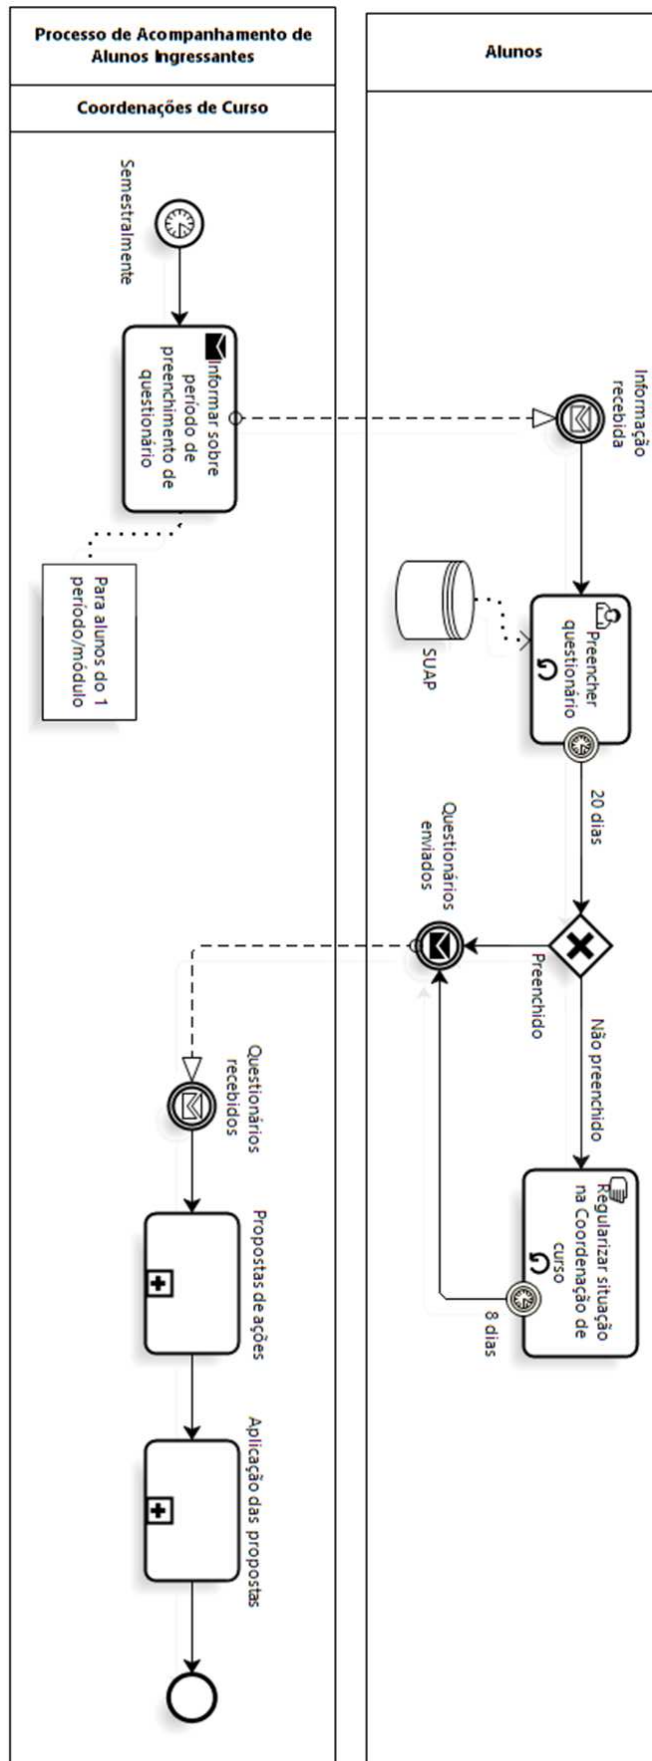 Processo de Acompanhamento de
Alunos Ingressantes
Coordenações de Curso
Alunos
Semestralmente
Informar sobre
período de
preenchimento de
questionário
Para alunos do 1
período/módulo
Informação
recebida
Preencher
questionário
SUAP
20 dias
Preenchido
Não preenchido
Questionários
enviados
Regularizar situação
na Coordenação de
curso
8 dias
Questionários
recebidos
Propostas de ações
Aplicação das propostas